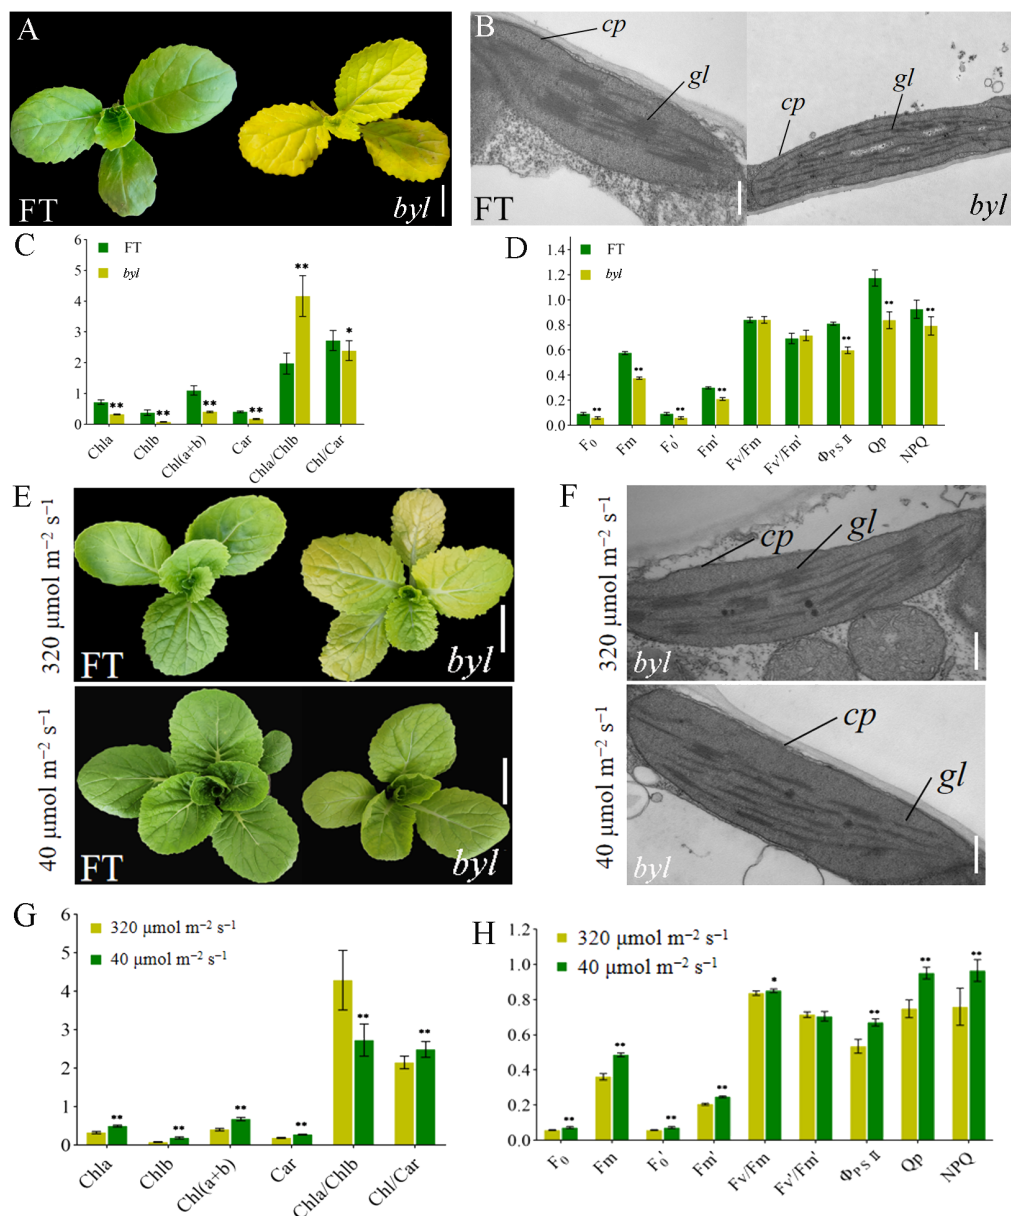 A
FT
byl
B
cp
gl
FT
cp
gl
byl
C
FT
byl
6
5
4
3
2
1
0
** ** ** ** ** *
Chla Chlb Chl(a+b) Car Chla/Chlb Chl/Car
D
FT
byl
1.4
1.2
1.0
0.8
0.6
0.4
0.2
0.0
** ** ** ** ** ** **
F₀ Fm F₀' Fm' Fv/Fm Fv'/Fm' ΦPSⅡ Qp NPQ
E
320 μmol m⁻² s⁻¹
FT
byl
40 μmol m⁻² s⁻¹
FT
byl
F
320 μmol m⁻² s⁻¹
cp
gl
byl
40 μmol m⁻² s⁻¹
cp
gl
byl
G
320 μmol m⁻² s⁻¹
40 μmol m⁻² s⁻¹
6
5
4
3
2
1
0
** ** ** ** ** **
Chla Chlb Chl(a+b) Car Chla/Chlb Chl/Car
H
320 μmol m⁻² s⁻¹
40 μmol m⁻² s⁻¹
1.2
1.0
0.8
0.6
0.4
0.2
0.0
** ** ** ** * ** ** **
F₀ Fm F₀' Fm' Fv/Fm Fv'/Fm' ΦPSⅡ Qp NPQ